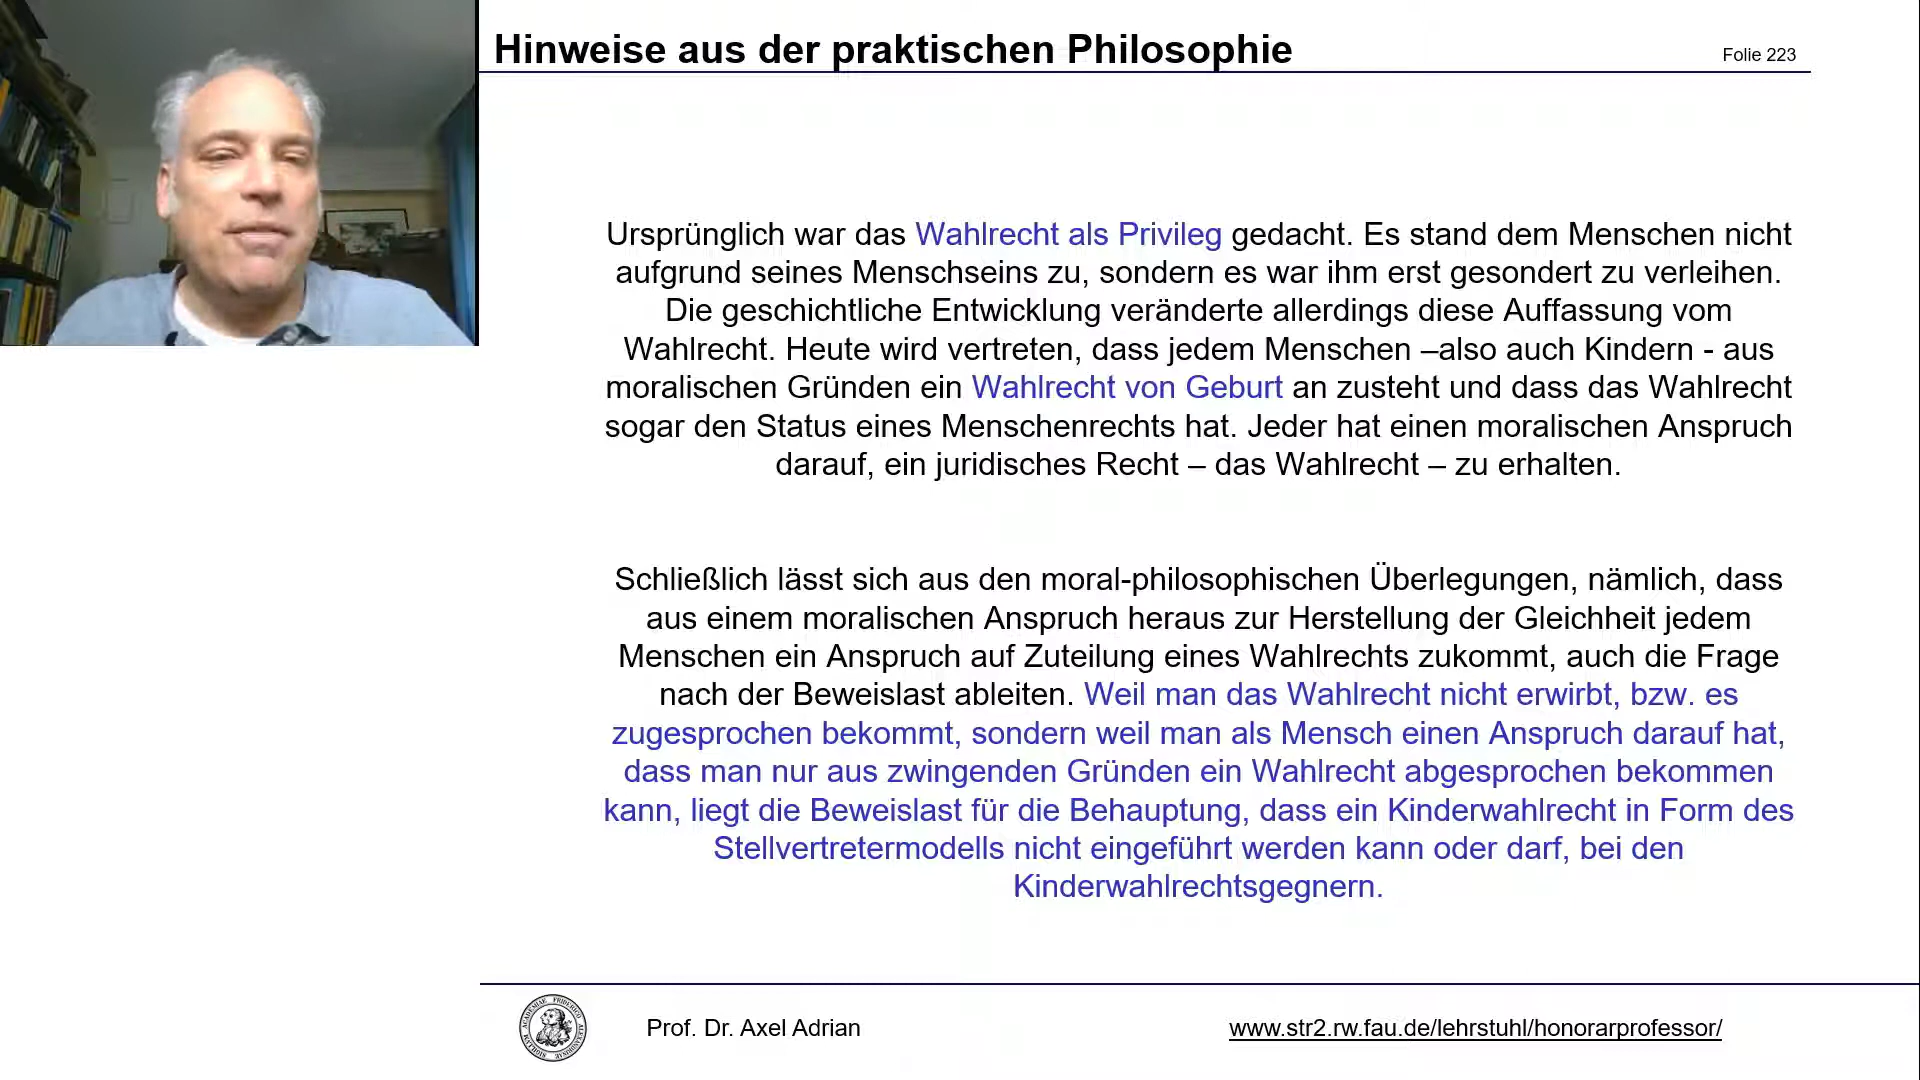 Hinweise aus der praktischen Philosophie
Folie 223
Ursprünglich war das Wahlrecht als Privileg gedacht. Es stand dem Menschen nicht
aufgrund seines Menschseins zu, sondern es war ihm erst gesondert zu verleihen.
Die geschichtliche Entwicklung veränderte allerdings diese Auffassung vom
Wahlrecht. Heute wird vertreten, dass jedem Menschen –also auch Kindern - aus
moralischen Gründen ein Wahlrecht von Geburt an zusteht und dass das Wahlrecht
sogar den Status eines Menschenrechts hat. Jeder hat einen moralischen Anspruch
darauf, ein juridisches Recht – das Wahlrecht – zu erhalten.
Schließlich lässt sich aus den moral-philosophischen Überlegungen, nämlich, dass
aus einem moralischen Anspruch heraus zur Herstellung der Gleichheit jedem
Menschen ein Anspruch auf Zuteilung eines Wahlrechts zukommt, auch die Frage
nach der Beweislast ableiten. Weil man das Wahlrecht nicht erwirbt, bzw. es
zugesprochen bekommt, sondern weil man als Mensch einen Anspruch darauf hat,
dass man nur aus zwingenden Gründen ein Wahlrecht abgesprochen bekommen
kann, liegt die Beweislast für die Behauptung, dass ein Kinderwahlrecht in Form des
Stellvertretermodells nicht eingeführt werden kann oder darf, bei den
Kinderwahlrechtsgegnern.
Prof. Dr. Axel Adrian
www.str2.rw.fau.de/lehrstuhl/honorarprofessor/